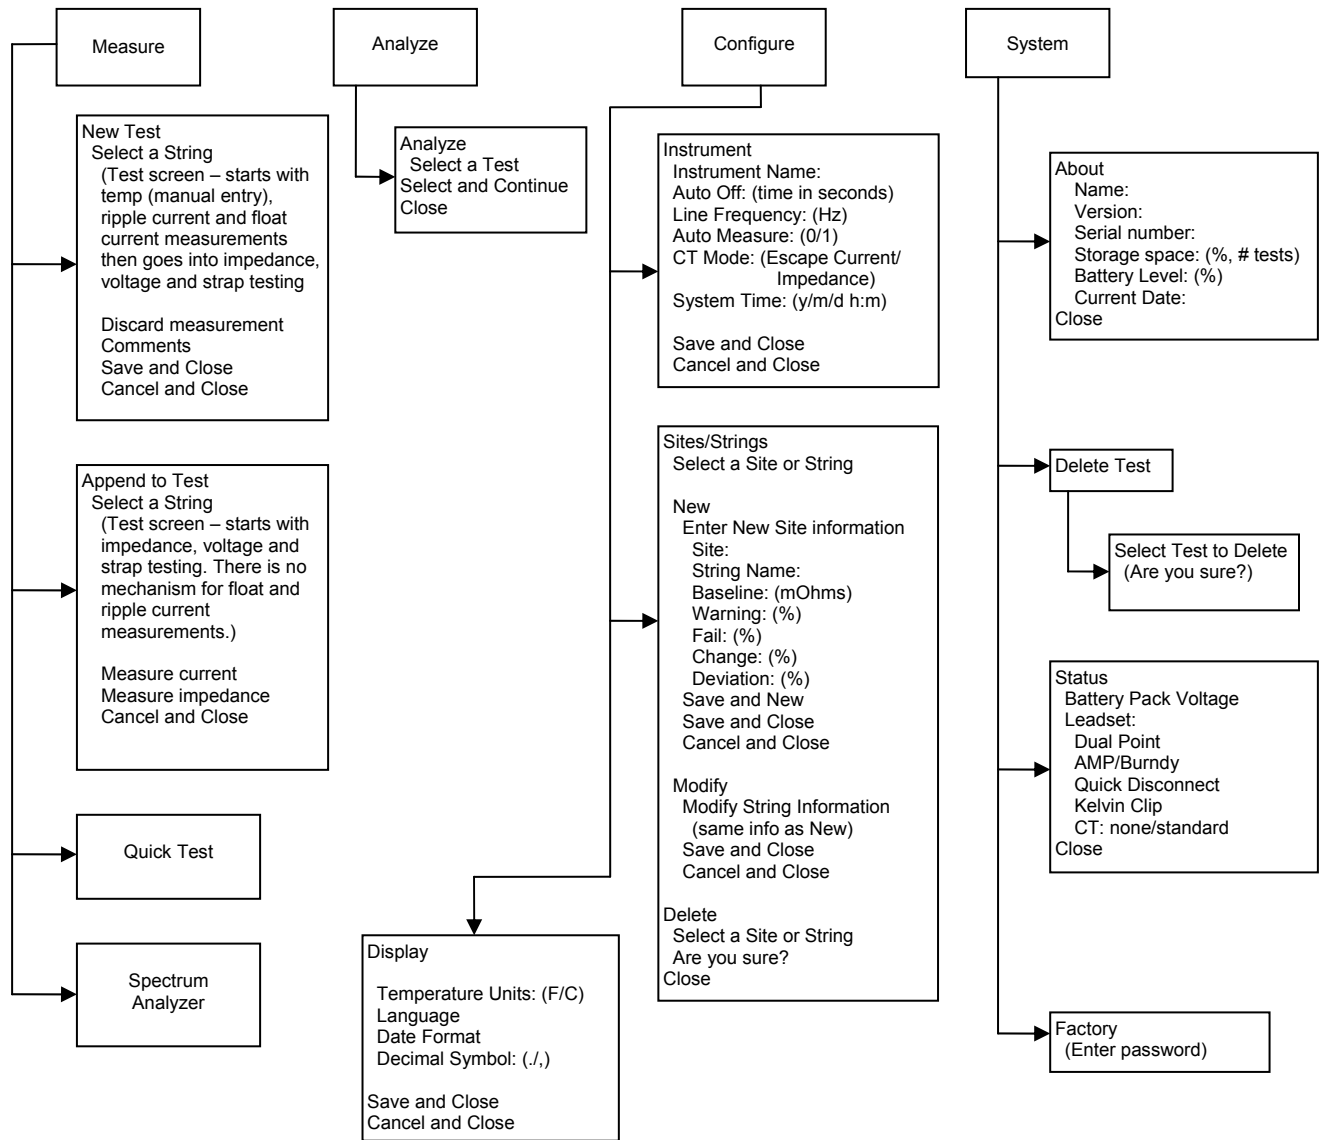 Measure
New Test
Select a String
(Test screen – starts with
temp (manual entry),
ripple current and float
current measurements
then goes into impedance,
voltage and strap testing
Discard measurement
Comments
Save and Close
Cancel and Close
Append to Test
Select a String
(Test screen – starts with
impedance, voltage and
strap testing. There is no
mechanism for float and
ripple current
measurements.)
Measure current
Measure impedance
Cancel and Close
Quick Test
Spectrum
Analyzer
Analyze
Analyze
Select a Test
Select and Continue
Close
Configure
Instrument
Instrument Name:
Auto Off: (time in seconds)
Line Frequency: (Hz)
Auto Measure: (0/1)
CT Mode: (Escape Current/
Impedance)
System Time: (y/m/d h:m)
Save and Close
Cancel and Close
Sites/Strings
Select a Site or String
New
Enter New Site information
Site:
String Name:
Baseline: (mOhms)
Warning: (%)
Fail: (%)
Change: (%)
Deviation: (%)
Save and New
Save and Close
Cancel and Close
Modify
Modify String Information
(same info as New)
Save and Close
Cancel and Close
Delete
Select a Site or String
Are you sure?
Close
Display
Temperature Units: (F/C)
Language
Date Format
Decimal Symbol: (./,)
Save and Close
Cancel and Close
System
About
Name:
Version:
Serial number:
Storage space: (%, # tests)
Battery Level: (%)
Current Date:
Close
Delete Test
Select Test to Delete
(Are you sure?)
Status
Battery Pack Voltage
Leadset:
Dual Point
AMP/Burndy
Quick Disconnect
Kelvin Clip
CT: none/standard
Close
Factory
(Enter password)